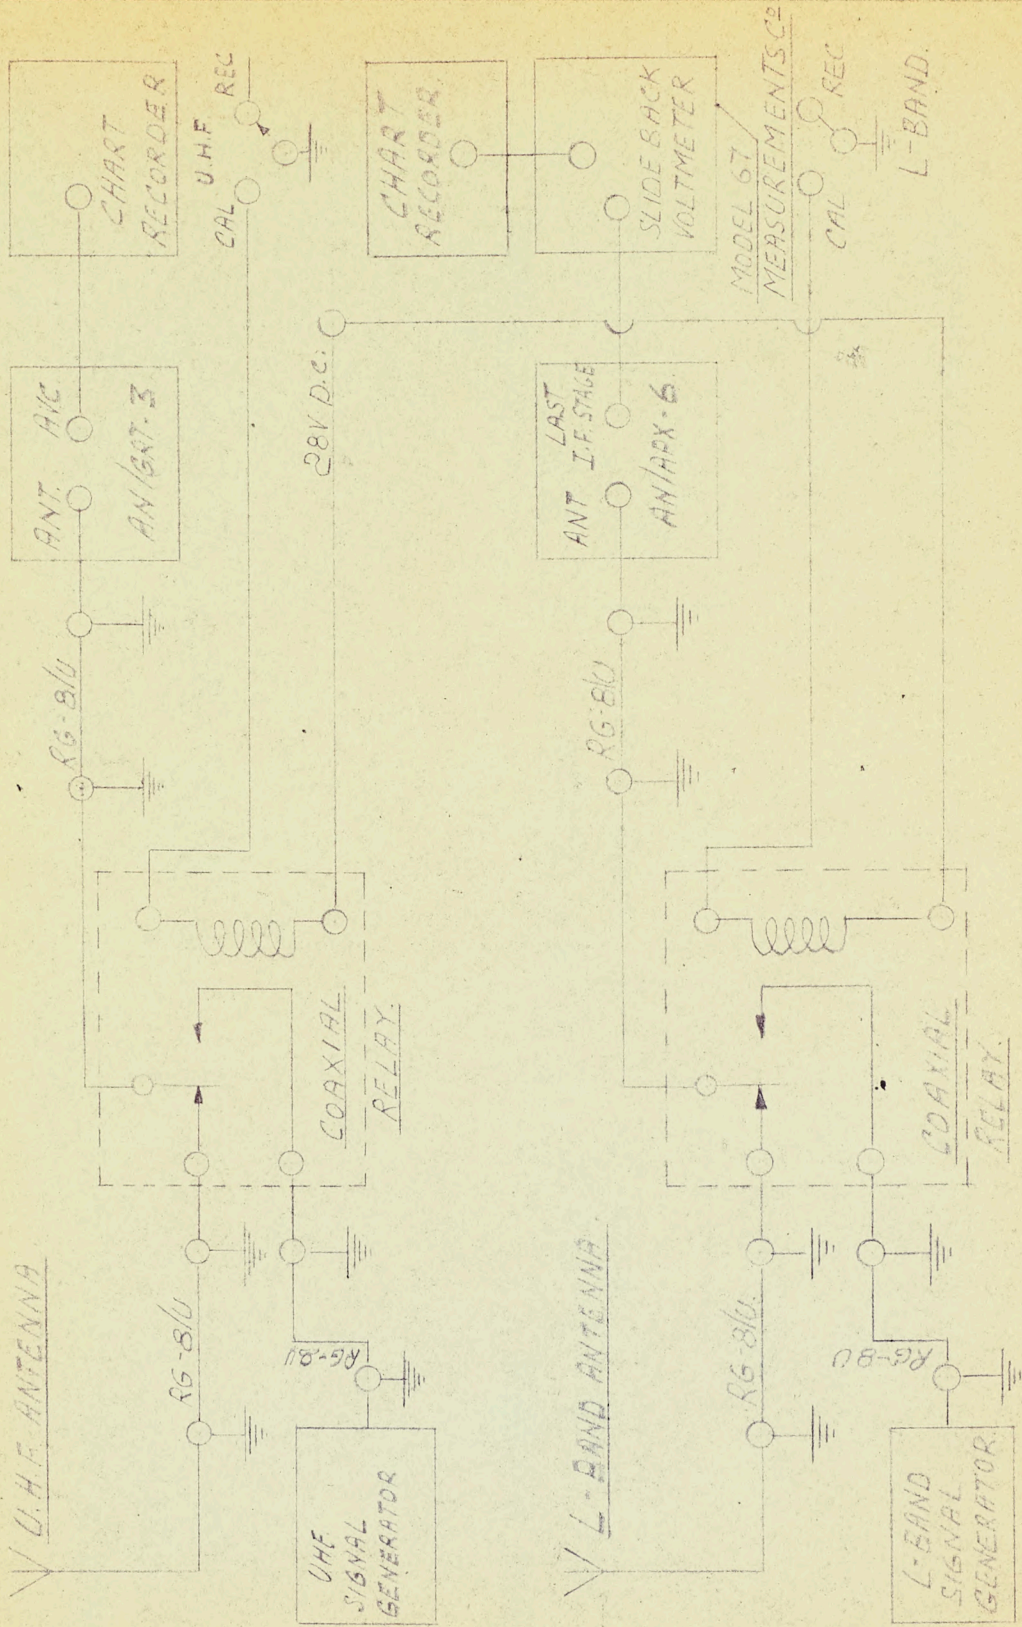 U.H.F. ANTENNA
RG-8/U
RG-8U
UHF
SIGNAL
GENERATOR
COAXIAL
RELAY.
RG-8/U
ANT. AVC
AN/GRT-3
CHART
RECORDER
CAL U.H.F REC
28V D.C.
L-BAND ANTENNA.
RG-8/U.
RG-8U
L-BAND
SIGNAL
GENERATOR
COAXIAL
RELAY.
RG-8/U
ANT LAST
I.F. STAGE
AN/APX-6
CHART
RECORDER
SLIDE BACK
VOLTMETER
MODEL 67
MEASUREMENTS Co
CAL REC
L-BAND.